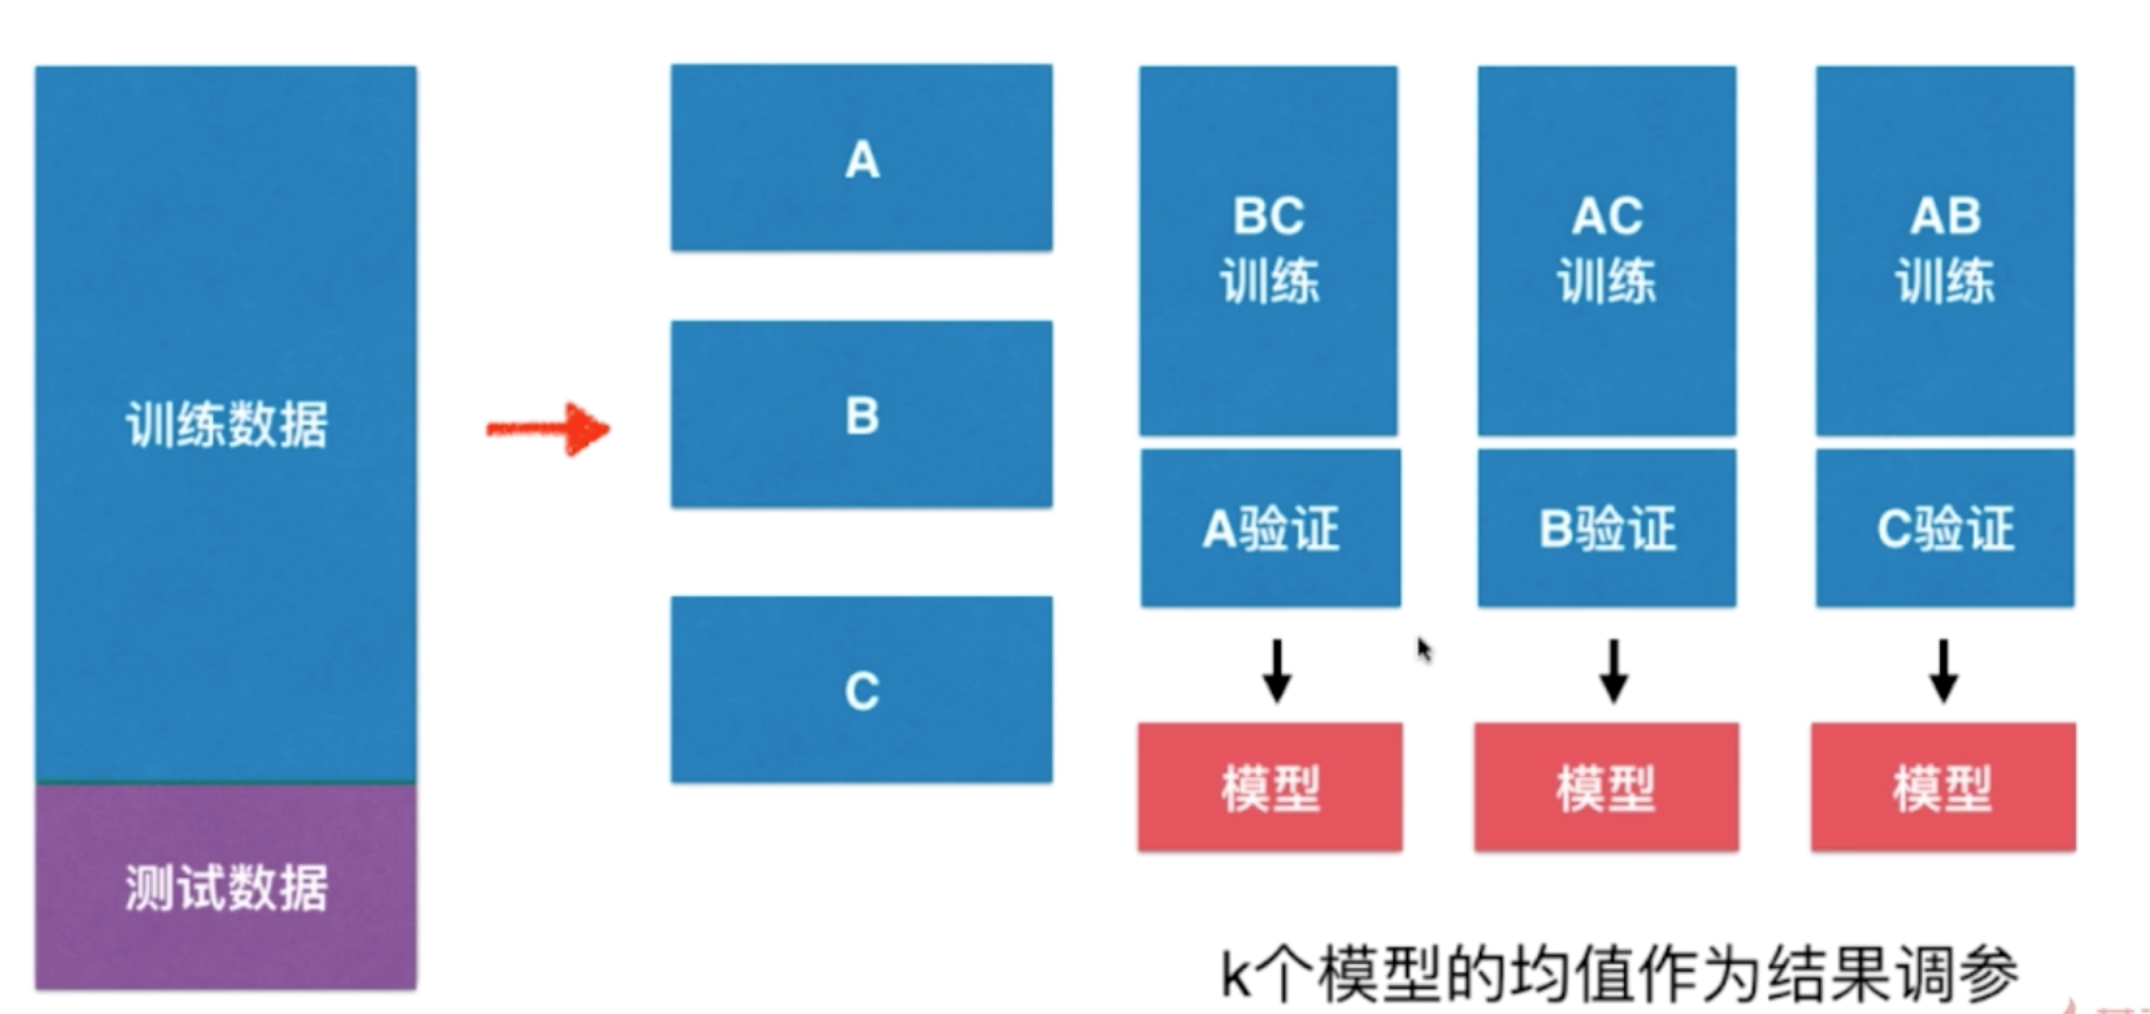 训练数据
测试数据
A
B
C
BC
训练
A验证
模型
AC
训练
B验证
模型
AB
训练
C验证
模型
k个模型的均值作为结果调参